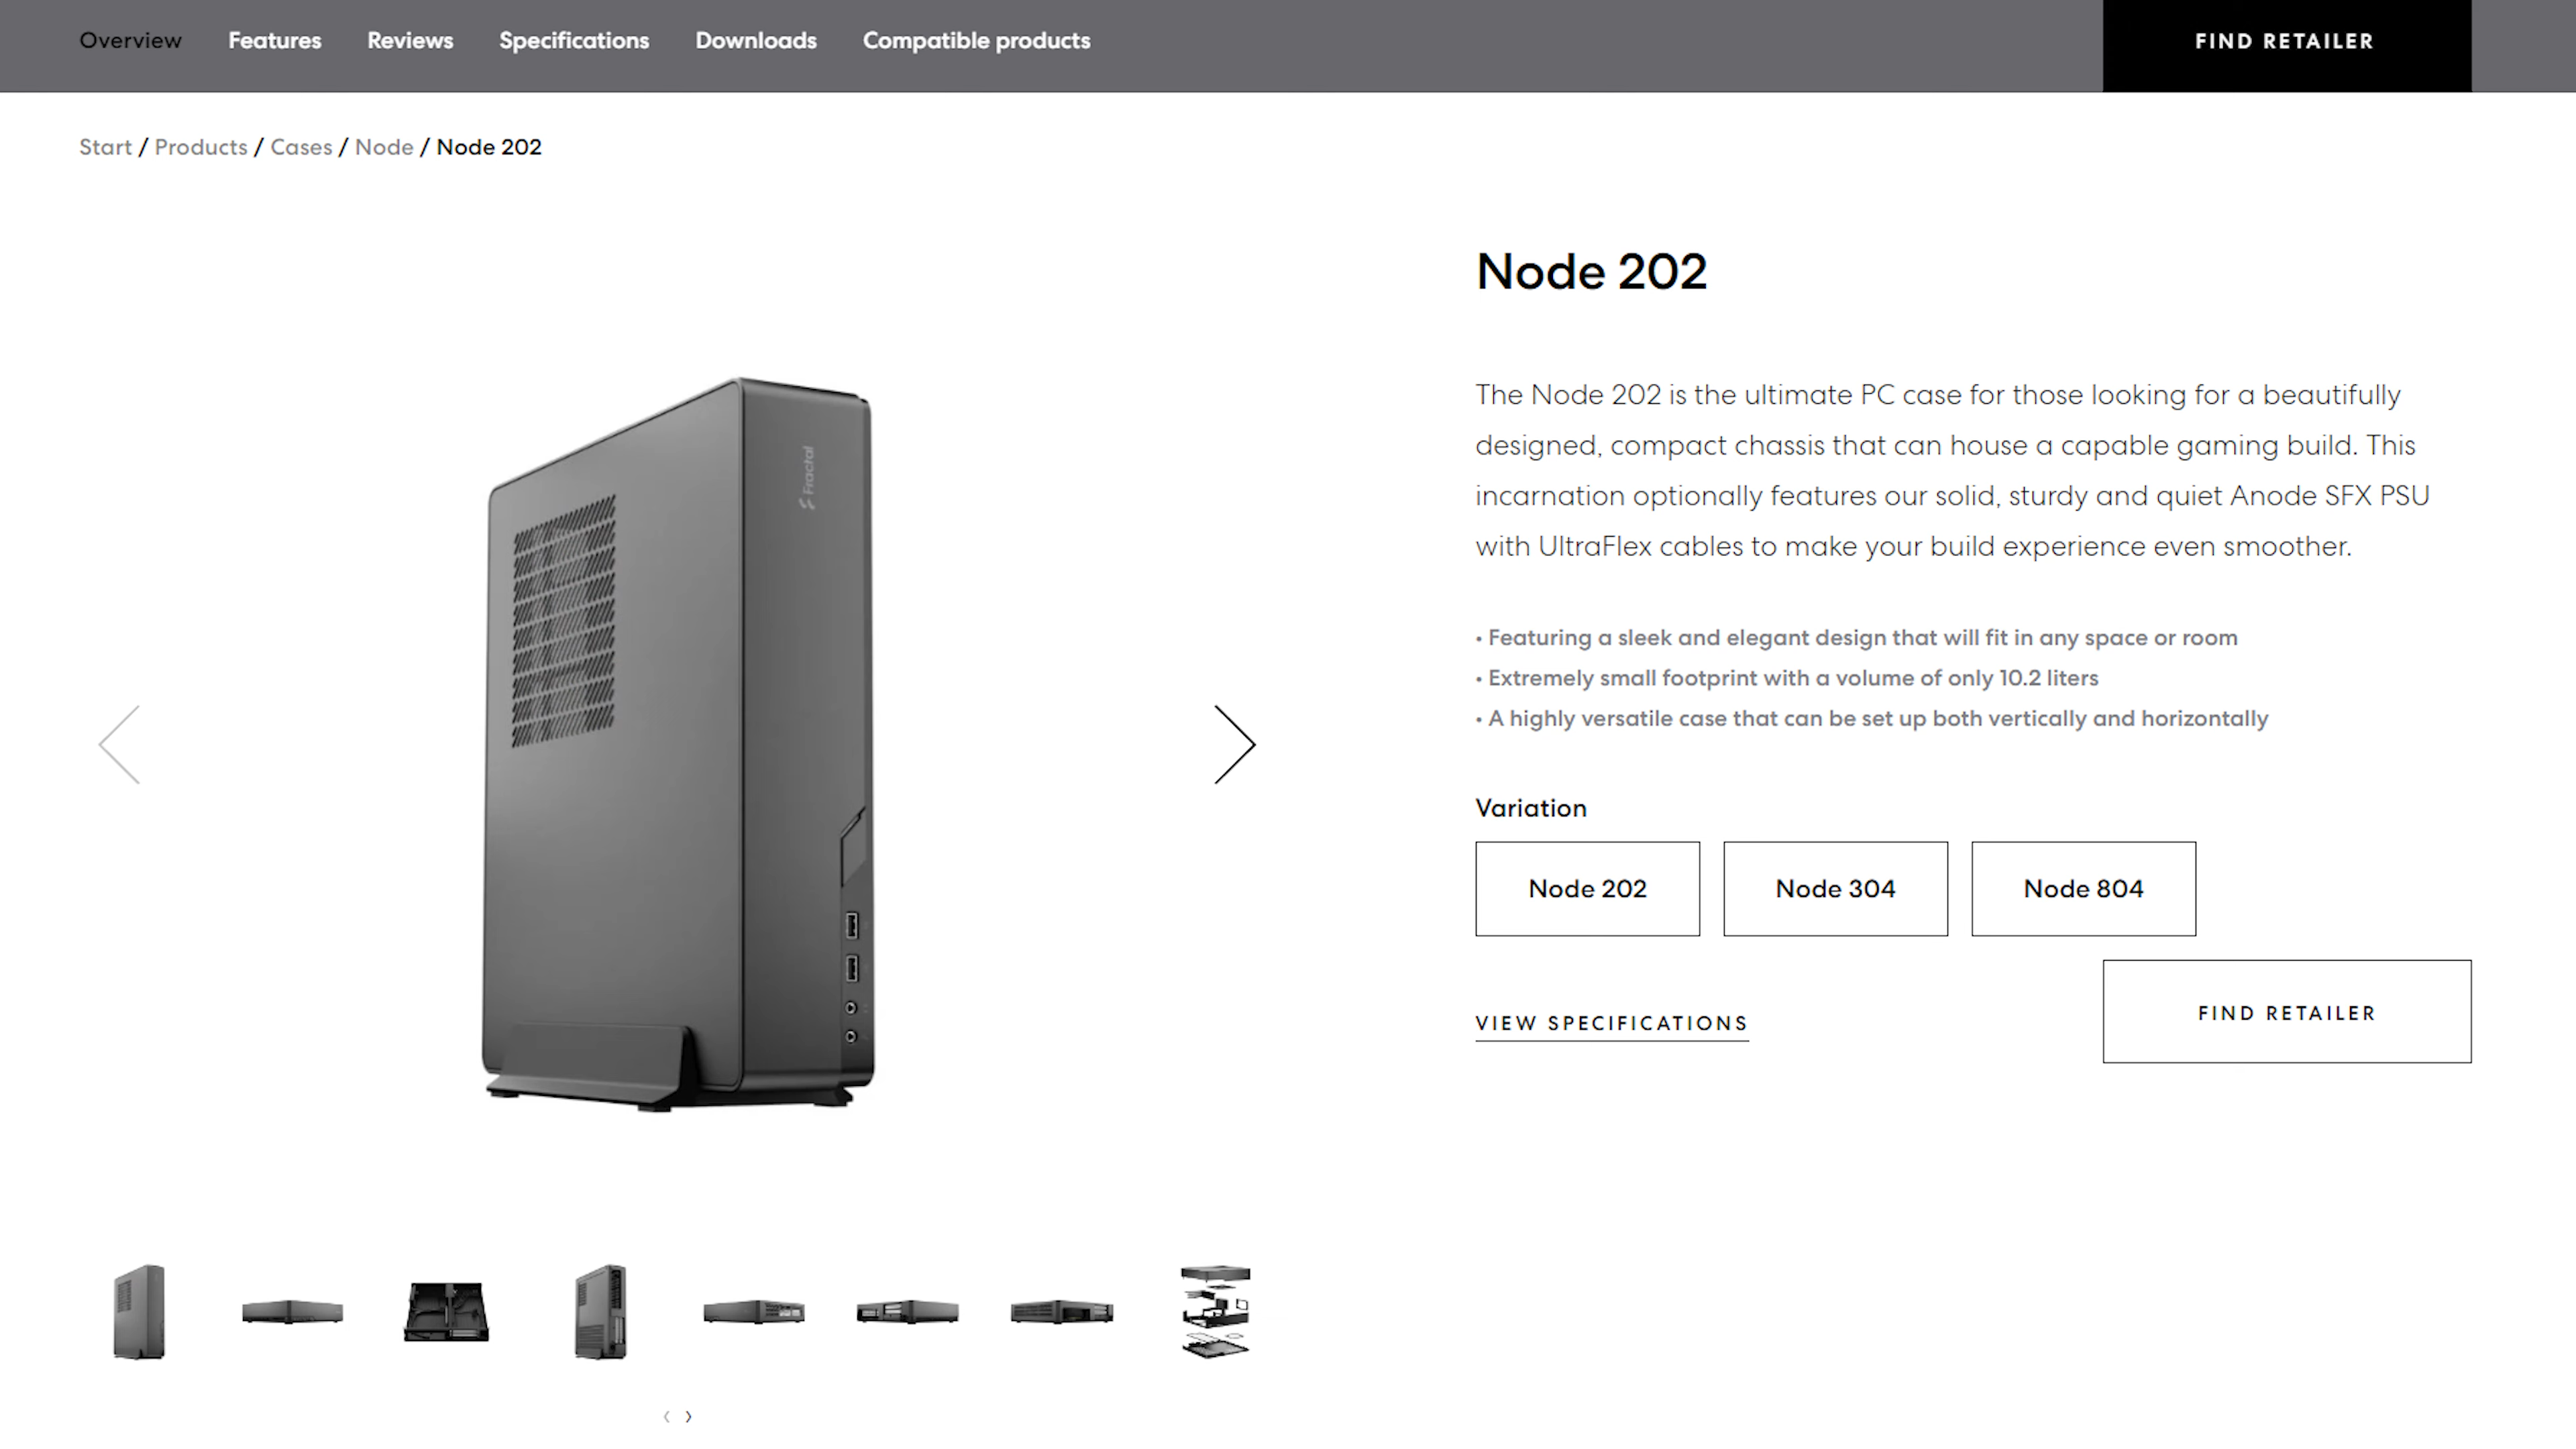 Overview Features Reviews Specifications Downloads Compatible products FIND RETAILER
Start / Products / Cases / Node / Node 202
Node 202
Fractal
The Node 202 is the ultimate PC case for those looking for a beautifully
designed, compact chassis that can house a capable gaming build. This
incarnation optionally features our solid, sturdy and quiet Anode SFX PSU
with UltraFlex cables to make your build experience even smoother.
• Featuring a sleek and elegant design that will fit in any space or room
• Extremely small footprint with a volume of only 10.2 liters
• A highly versatile case that can be set up both vertically and horizontally
Variation
Node 202 Node 304 Node 804
VIEW SPECIFICATIONS
FIND RETAILER